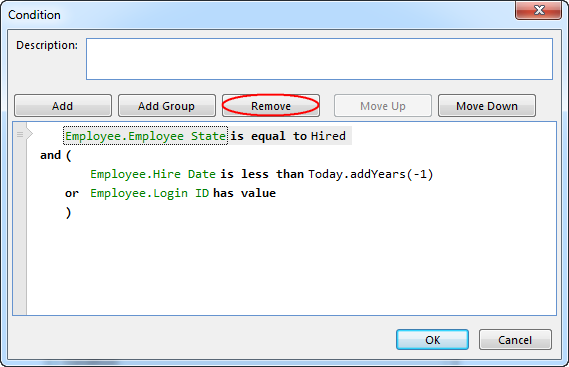 Condition
Description:
Add Add Group Remove Move Up Move Down
Employee.Employee State is equal to Hired
and (
Employee.Hire Date is less than Today.addYears(-1)
or Employee.Login ID has value
)
OK Cancel